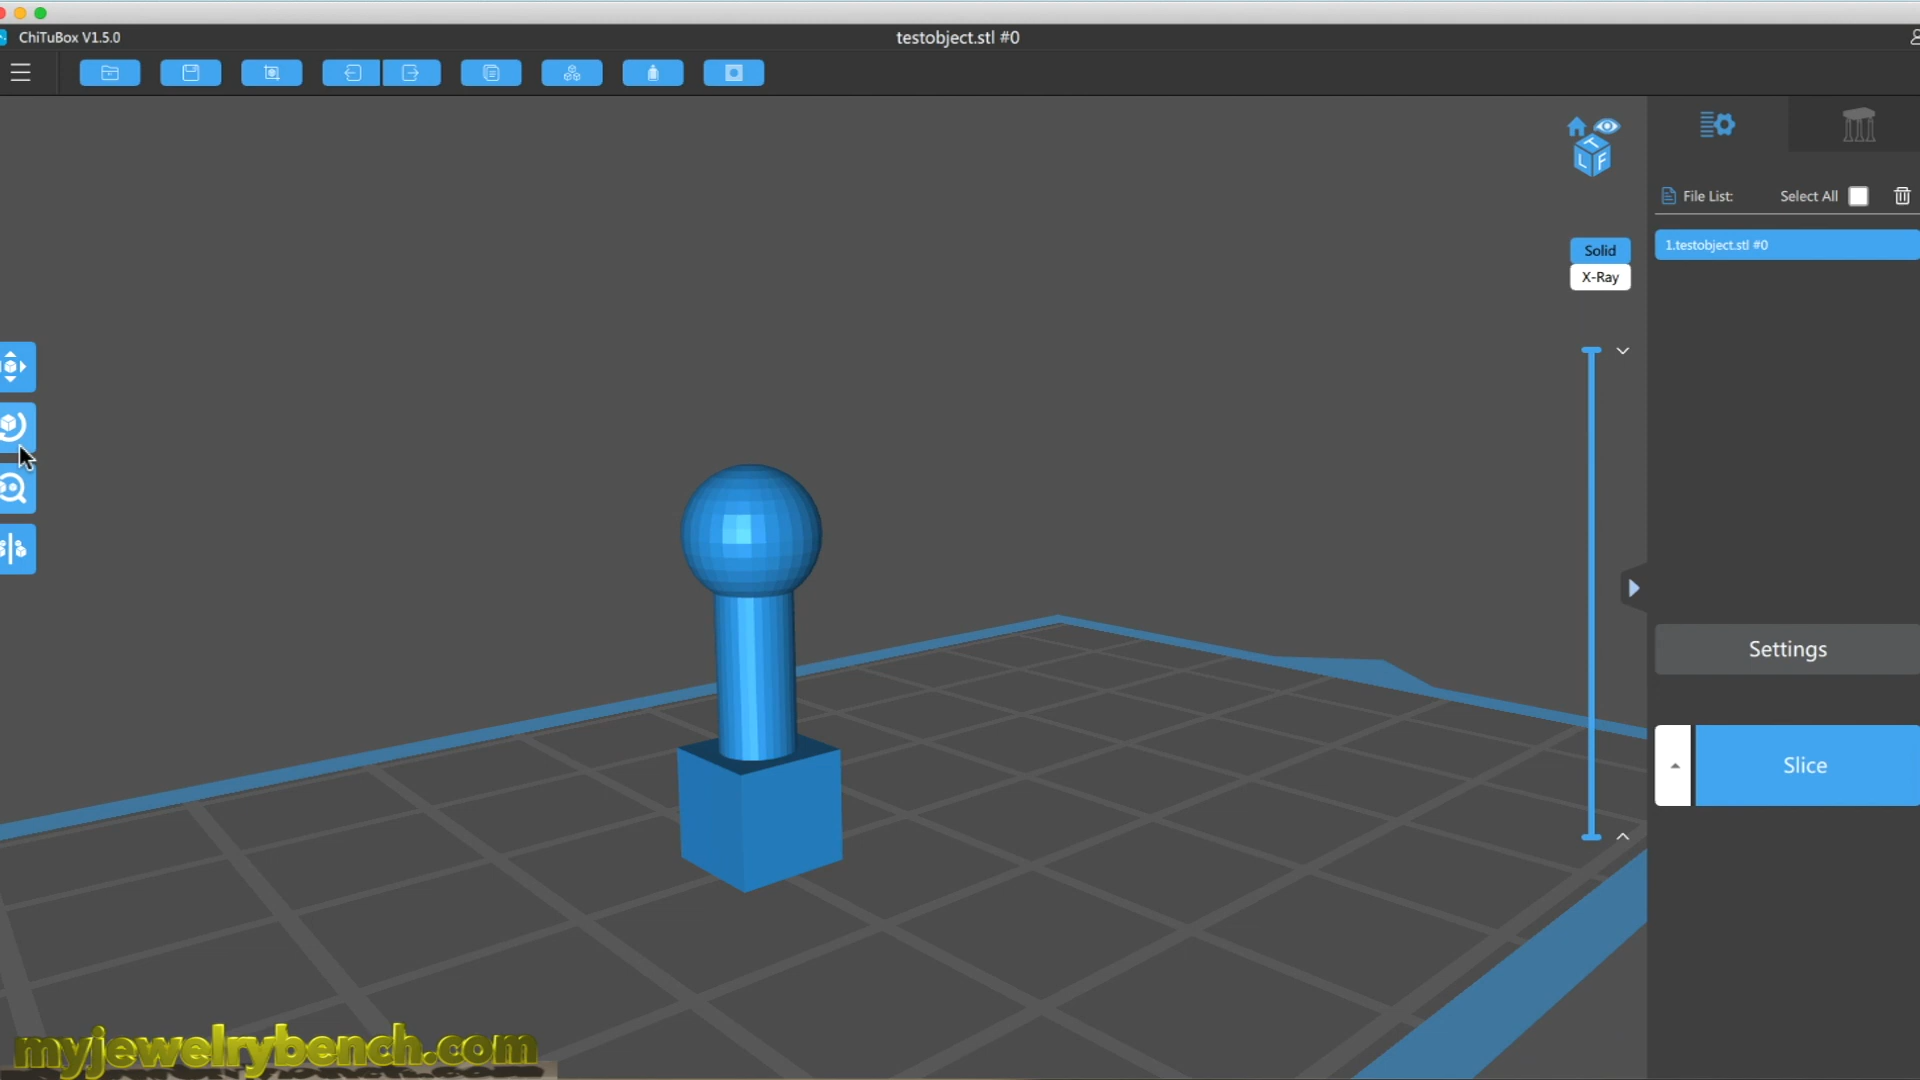 ChiTuBox V1.5.0
testobject.stl #0
T
L F
File List:
Select All
1.testobject.stl #0
Solid
X-Ray
Settings
Slice
myjewelrybench.com